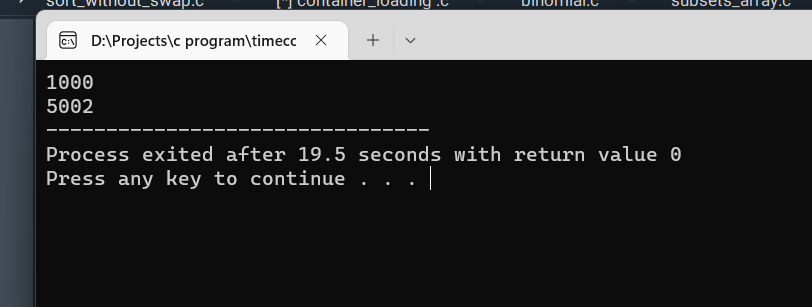 sort_without_swap.c [*] container_loading .c binomial.c subsets_array.c
D:\Projects\c program\timecc
1000
5002
--------------------------------
Process exited after 19.5 seconds with return value 0
Press any key to continue . . .